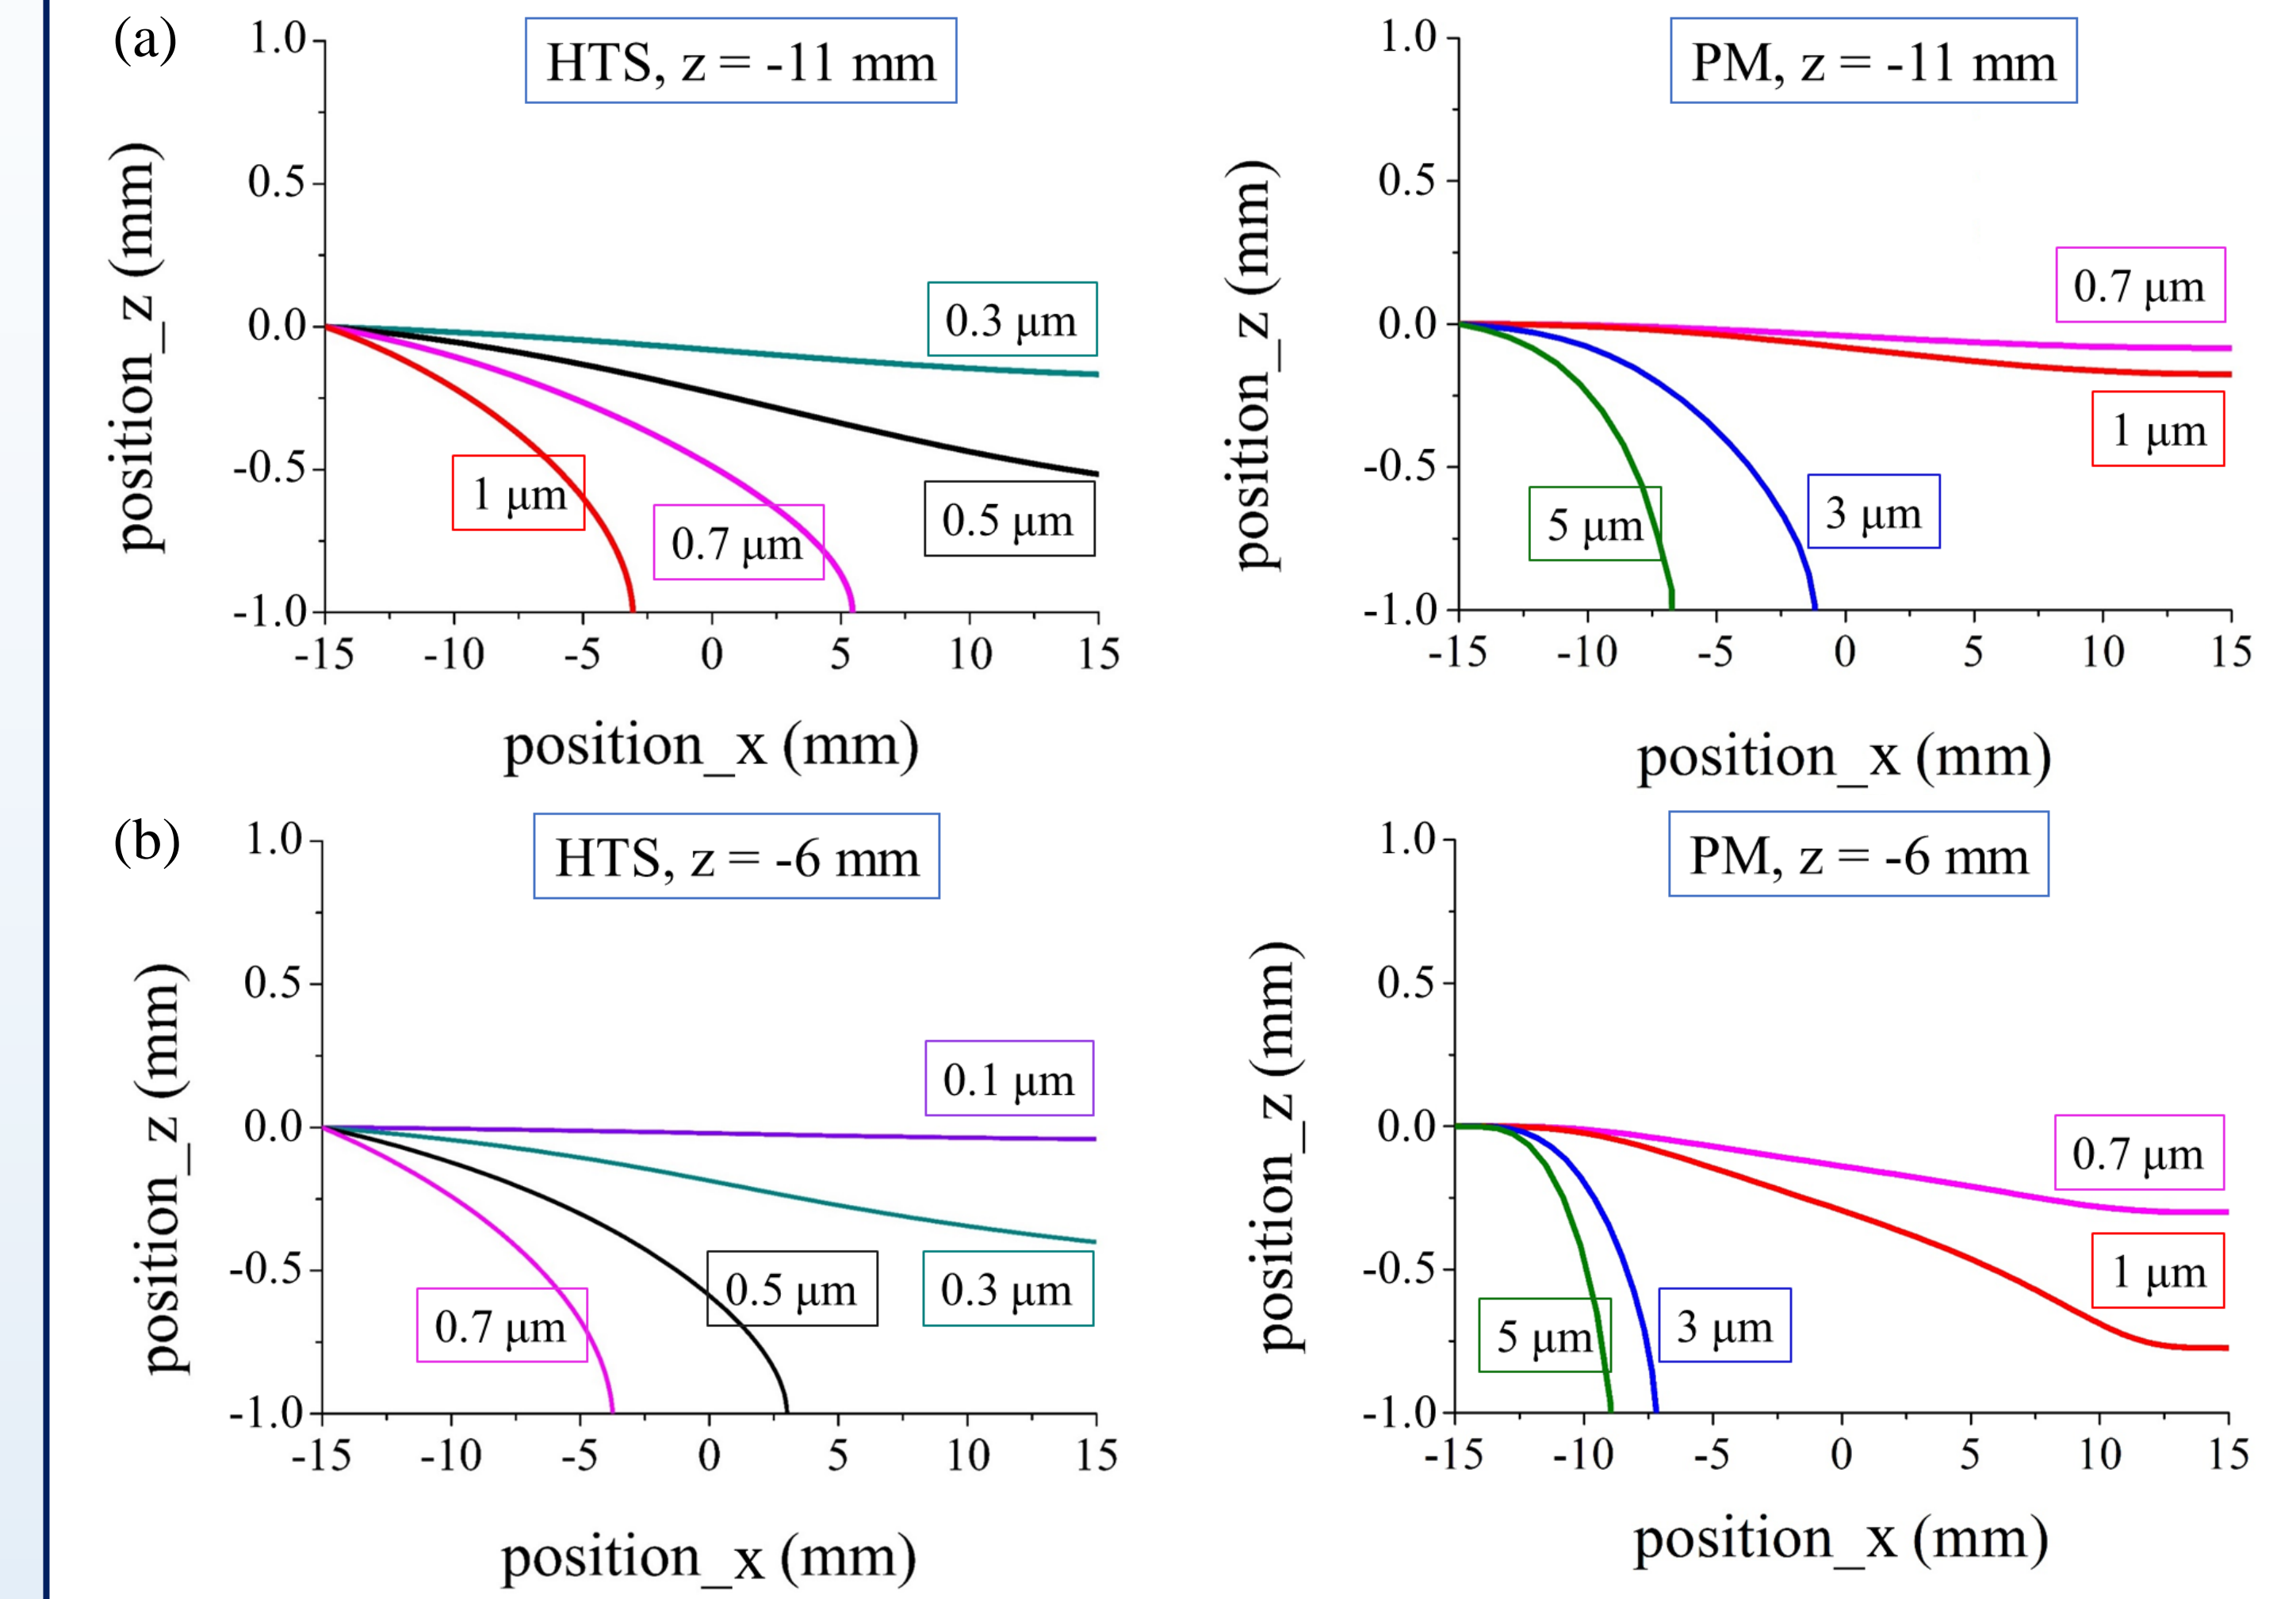 (a)
HTS, z = -11 mm
position_z (mm)
1.0
0.5
0.0
-0.5
-1.0
0.3 μm
0.5 μm
0.7 μm
1 μm
-15 -10 -5 0 5 10 15
position_x (mm)
PM, z = -11 mm
position_z (mm)
1.0
0.5
0.0
-0.5
-1.0
0.7 μm
1 μm
3 μm
5 μm
-15 -10 -5 0 5 10 15
position_x (mm)
(b)
HTS, z = -6 mm
position_z (mm)
1.0
0.5
0.0
-0.5
-1.0
0.1 μm
0.3 μm
0.5 μm
0.7 μm
-15 -10 -5 0 5 10 15
position_x (mm)
PM, z = -6 mm
position_z (mm)
1.0
0.5
0.0
-0.5
-1.0
0.7 μm
1 μm
3 μm
5 μm
-15 -10 -5 0 5 10 15
position_x (mm)